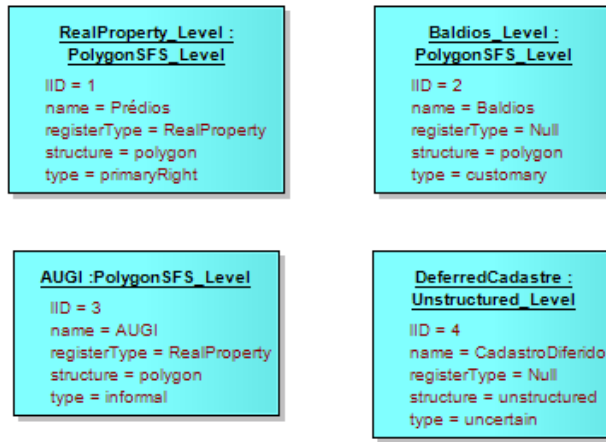 RealProperty_Level :
PolygonSFS_Level
lID = 1
name = Prédios
registerType = RealProperty
structure = polygon
type = primaryRight
Baldios_Level :
PolygonSFS_Level
lID = 2
name = Baldios
registerType = Null
structure = polygon
type = customary
AUGI :PolygonSFS_Level
lID = 3
name = AUGI
registerType = RealProperty
structure = polygon
type = informal
DeferredCadastre :
Unstructured_Level
lID = 4
name = CadastroDiferido
registerType = Null
structure = unstructured
type = uncertain